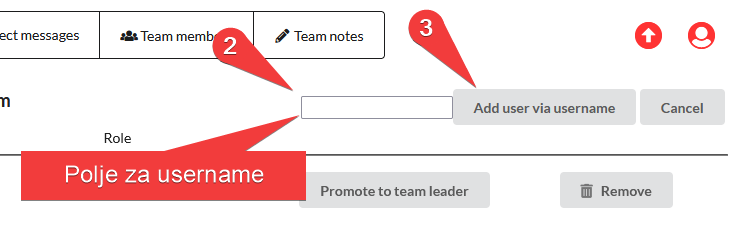 ect messages
Team memb
Team notes
2
3
m
Add user via username
Cancel
Role
Polje za username
Promote to team leader
Remove